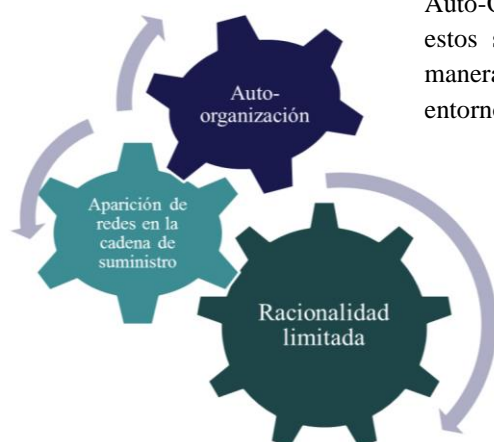 Auto-
estos
manera
entorno
Auto-
organización
Aparición de
redes en la
cadena de
suministro
Racionalidad
limitada